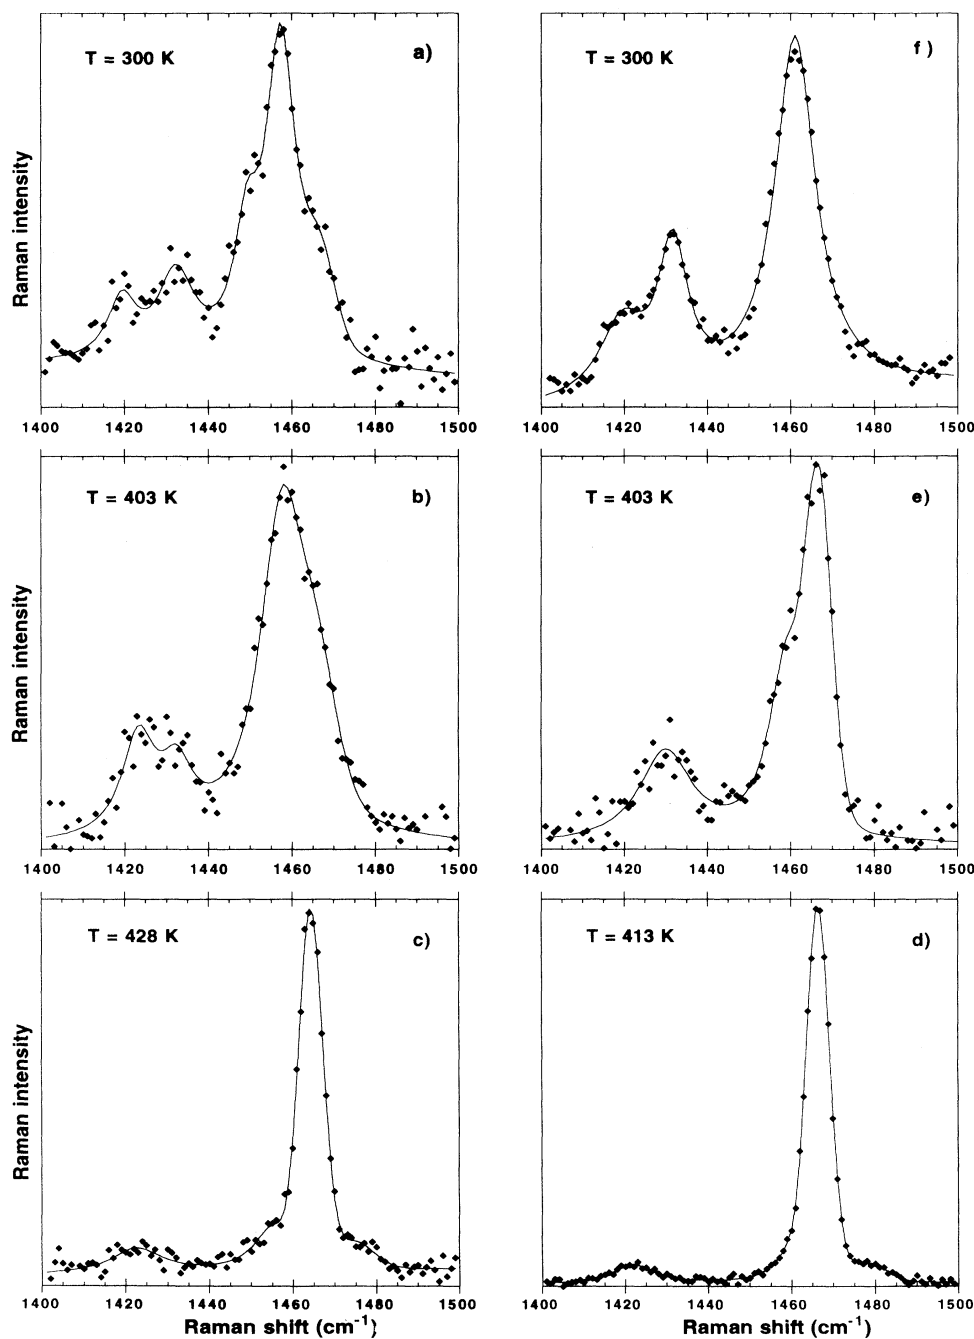 T = 300 K
a)
Raman intensity
1400 1420 1440 1460 1480 1500
T = 300 K
f)
1400 1420 1440 1460 1480 1500
T = 403 K
b)
Raman intensity
1400 1420 1440 1460 1480 1500
T = 403 K
e)
1400 1420 1440 1460 1480 1500
T = 428 K
c)
Raman intensity
1400 1420 1440 1460 1480 1500
Raman shift (cm⁻¹)
T = 413 K
d)
1400 1420 1440 1460 1480 1500
Raman shift (cm⁻¹)